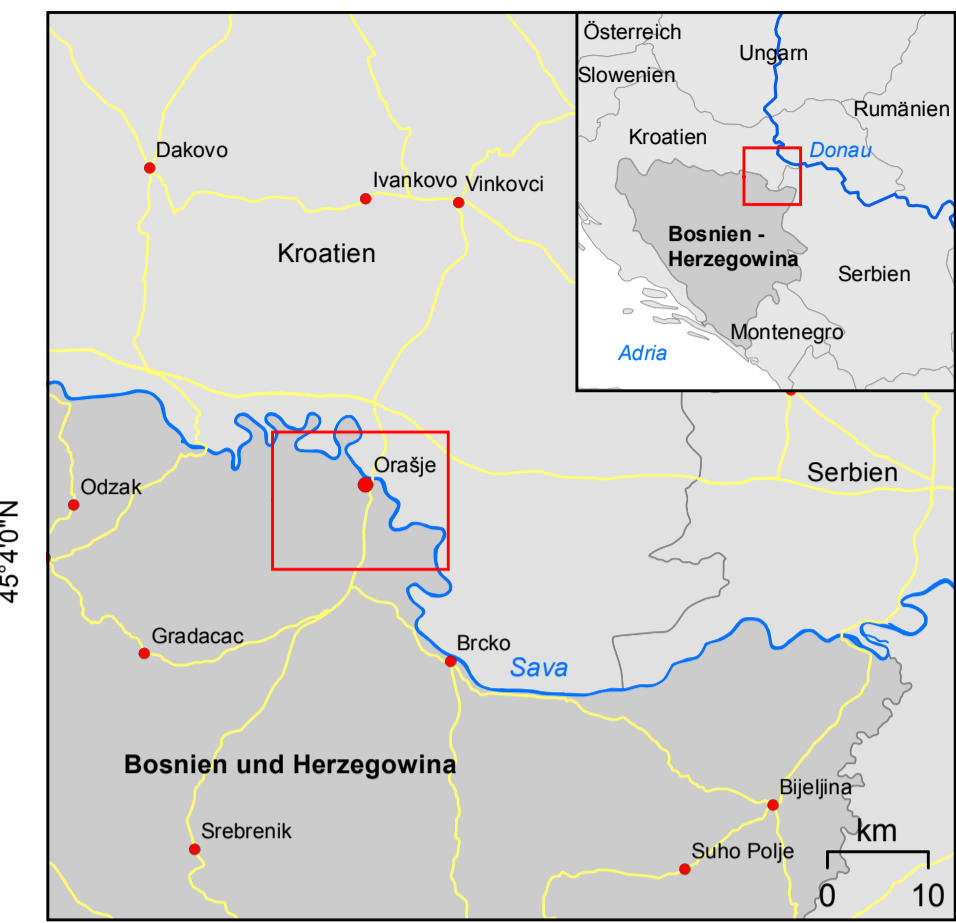 Österreich
Ungarn
Slowenien
Rumänien
Kroatien
Donau
Bosnien -
Herzegowina
Serbien
Montenegro
Adria
Dakovo
Ivankovo
Vinkovci
Kroatien
Orašje
Serbien
Odzak
45°4'0"N
Gradacac
Brcko
Sava
Bosnien und Herzegowina
Bijeljina
Srebrenik
Suho Polje
km
0 10